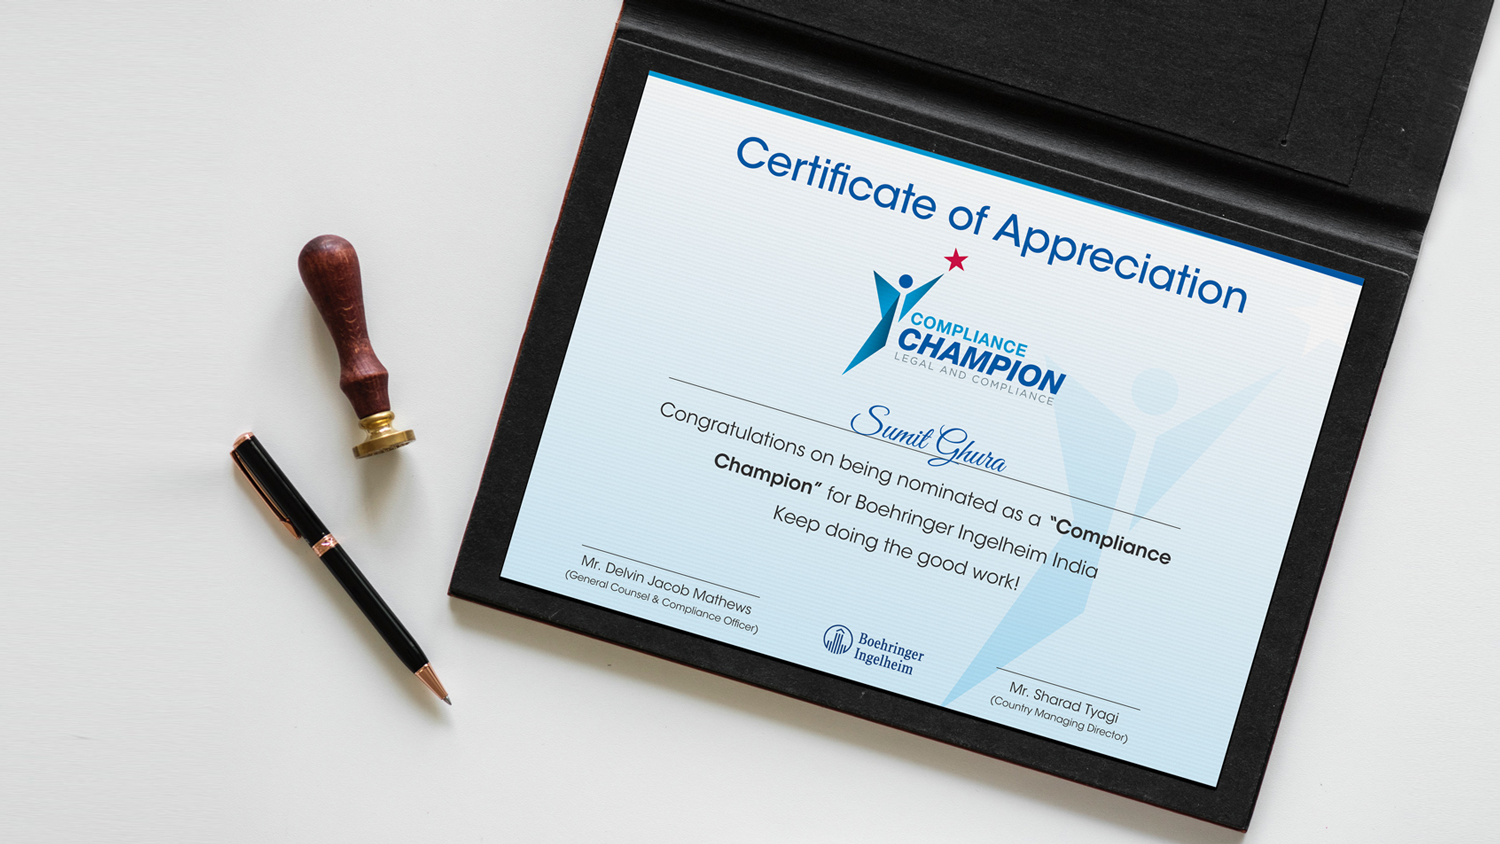 Certificate of Appreciation
COMPLIANCE
CHAMPION
LEGAL AND COMPLIANCE
Sumit Ghura
Congratulations on being nominated as a “Compliance
Champion” for Boehringer Ingelheim India
Keep doing the good work!
Mr. Delvin Jacob Mathews
(General Counsel & Compliance Officer)
Boehringer
Ingelheim
Mr. Sharad Tyagi
(Country Managing Director)